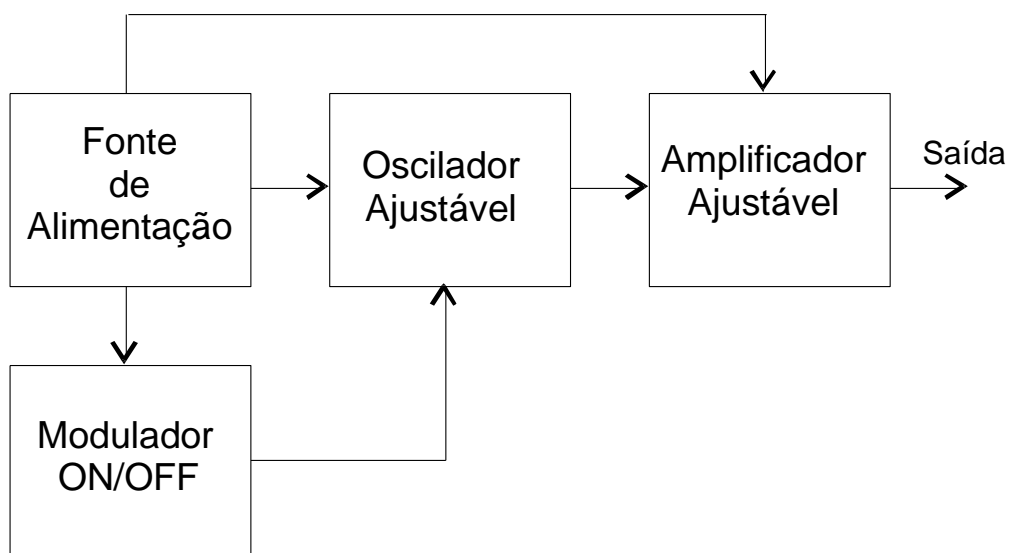 Fonte
de
Alimentação
Oscilador
Ajustável
Amplificador
Ajustável
Saída
Modulador
ON/OFF